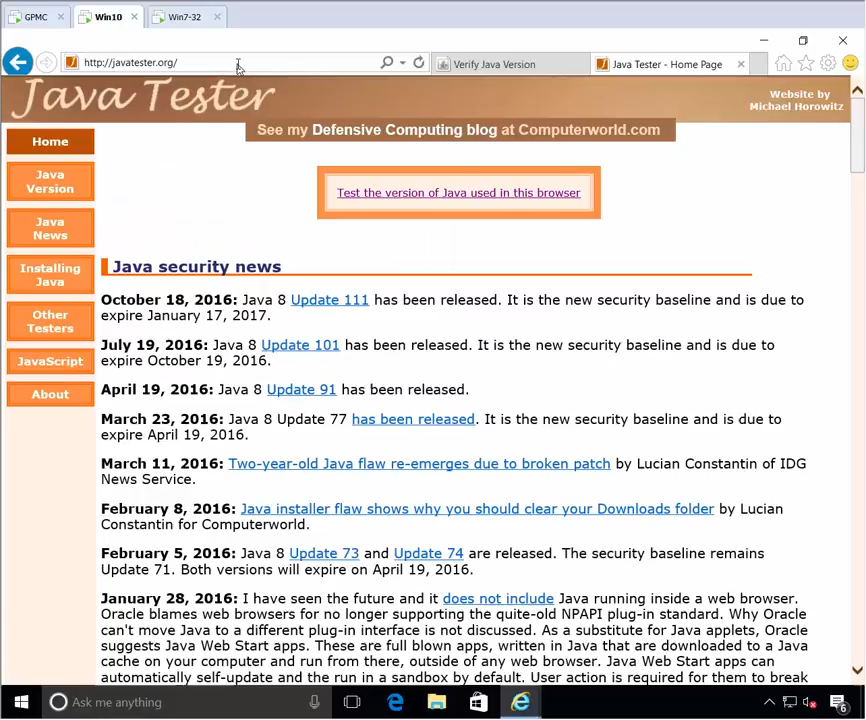 GPMC
Win10
Win7-32
http://javatester.org/
Verify Java Version
Java Tester - Home Page
Java Tester
Website by
Michael Horowitz
See my Defensive Computing blog at Computerworld.com
Home
Java
Version
Java
News
Installing
Java
Other
Testers
JavaScript
About
Test the version of Java used in this browser
Java security news
October 18, 2016: Java 8 Update 111 has been released. It is the new security baseline and is due to
expire January 17, 2017.
July 19, 2016: Java 8 Update 101 has been released. It is the new security baseline and is due to
expire October 19, 2016.
April 19, 2016: Java 8 Update 91 has been released.
March 23, 2016: Java 8 Update 77 has been released. It is the new security baseline and is due to
expire April 19, 2016.
March 11, 2016: Two-year-old Java flaw re-emerges due to broken patch by Lucian Constantin of IDG
News Service.
February 8, 2016: Java installer flaw shows why you should clear your Downloads folder by Lucian
Constantin for Computerworld.
February 5, 2016: Java 8 Update 73 and Update 74 are released. The security baseline remains
Update 71. Both versions will expire on April 19, 2016.
January 28, 2016: I have seen the future and it does not include Java running inside a web browser.
Oracle blames web browsers for no longer supporting the quite-old NPAPI plug-in standard. Why Oracle
can't move Java to a different plug-in interface is not discussed. As a substitute for Java applets, Oracle
suggests Java Web Start apps. These are full blown apps, written in Java that are downloaded to a Java
cache on your computer and run from there, outside of any web browser. Java Web Start apps can
automatically self-update and the run in a sandbox by default. User action is required for them to break
Ask me anything
6